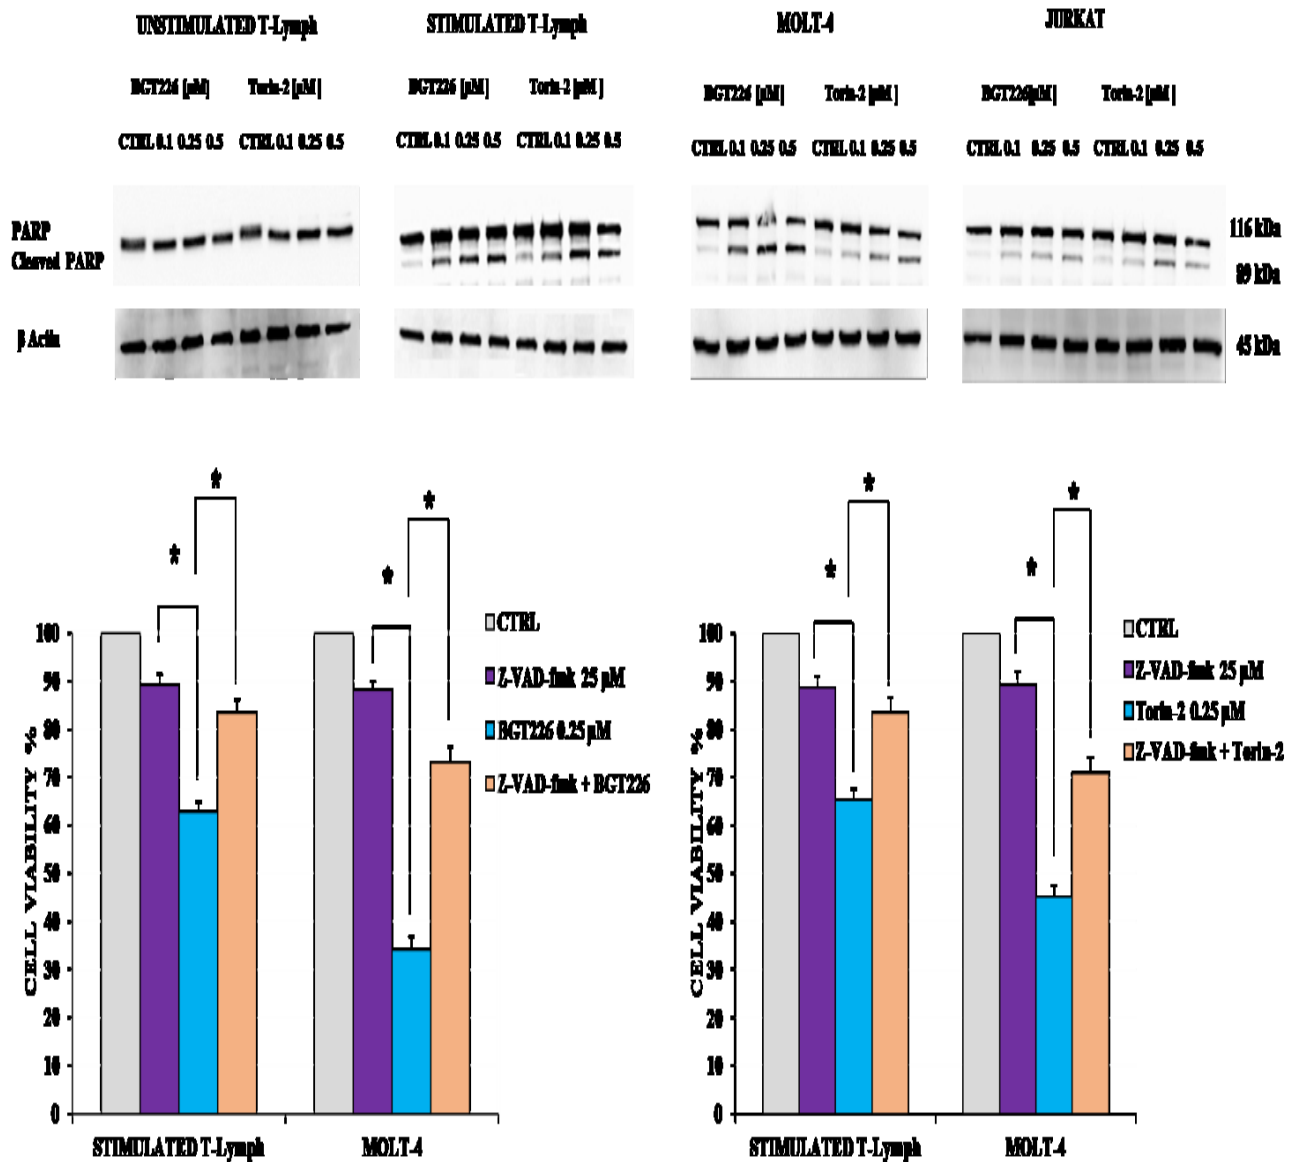 UNSTIMULATED T-Lymph STIMULATED T-Lymph MOLT-4 JURKAT
BGT226 [µM] Torin-2 [µM] BGT226 [µM] Torin-2 [µM] BGT226 [µM] Torin-2 [µM] BGT226[µM] Torin-2 [µM]
CTRL 0.1 0.25 0.5 CTRL 0.1 0.25 0.5 CTRL 0.1 0.25 0.5 CTRL 0.1 0.25 0.5 CTRL 0.1 0.25 0.5 CTRL 0.1 0.25 0.5 CTRL 0.1 0.25 0.5 CTRL 0.1 0.25 0.5
PARP 116 kDa
Cleaved PARP 89 kDa
β Actin 45 kDa
* * * *
* * * *
CELL VIABILITY %
100
90
80
70
60
50
40
30
20
10
0
STIMULATED T-Lymph MOLT-4
CTRL
Z-VAD-fmk 25 µM
BGT226 0.25 µM
Z-VAD-fmk + BGT226
CELL VIABILITY %
100
90
80
70
60
50
40
30
20
10
0
STIMULATED T-Lymph MOLT-4
CTRL
Z-VAD-fmk 25 µM
Torin-2 0.25 µM
Z-VAD-fmk + Torin-2